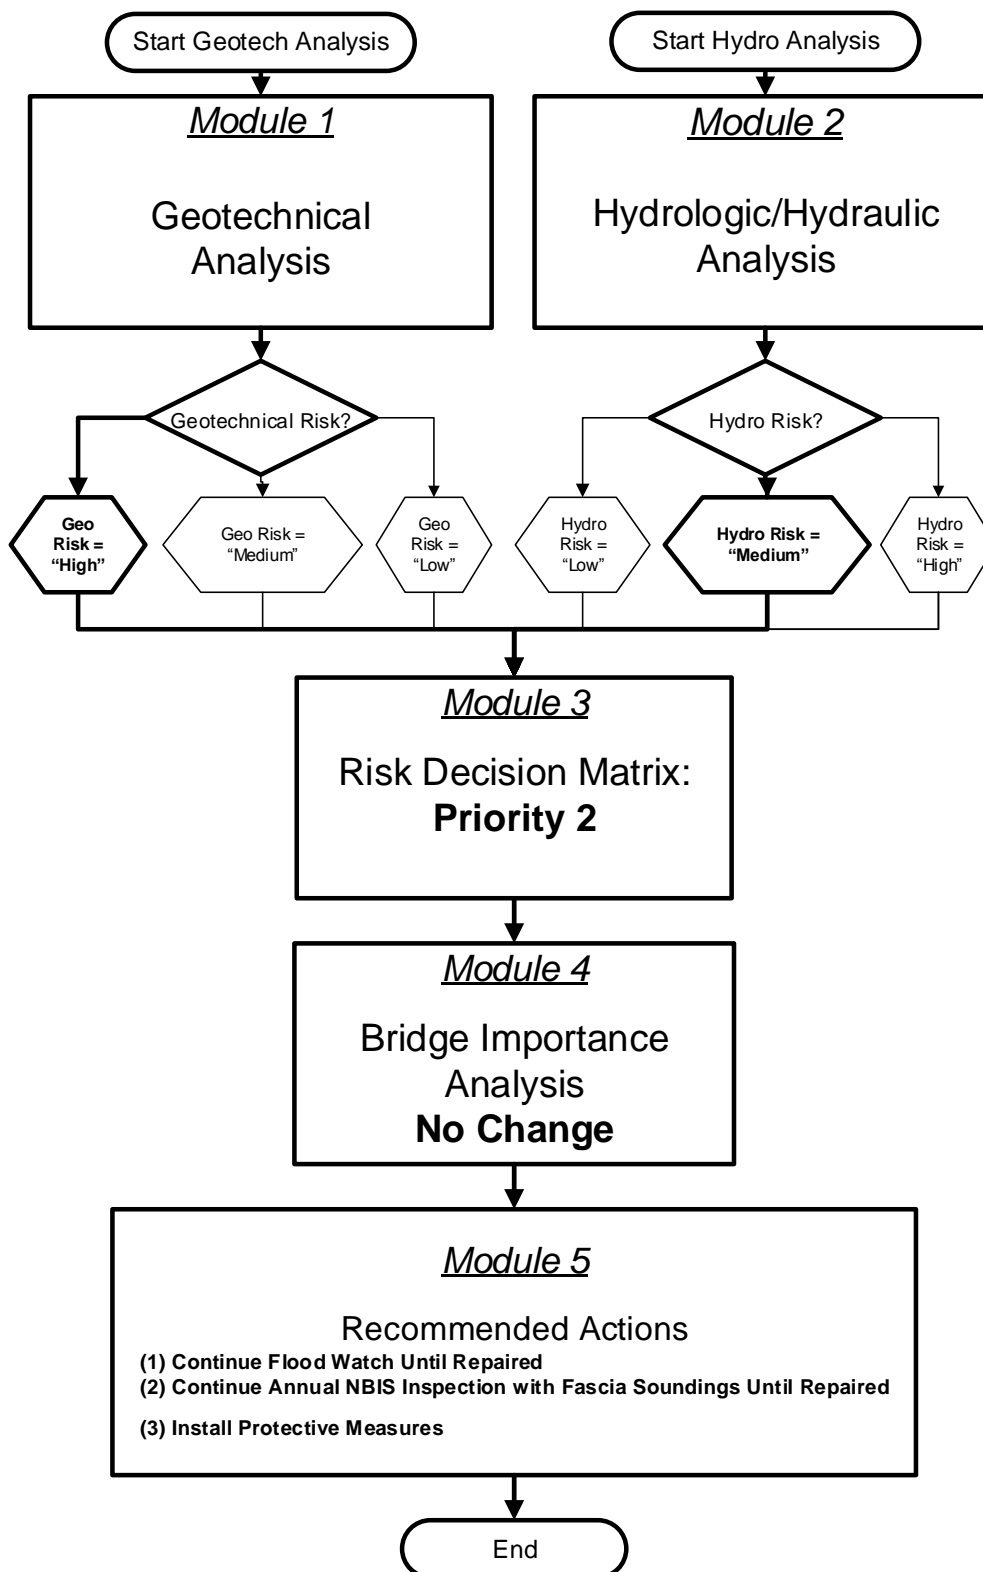 Start Geotech Analysis
Start Hydro Analysis
Module 1
Geotechnical
Analysis
Module 2
Hydrologic/Hydraulic
Analysis
Geotechnical Risk?
Hydro Risk?
Geo
Risk =
“High”
Geo Risk =
“Medium”
Geo
Risk =
“Low”
Hydro
Risk =
“Low”
Hydro Risk =
“Medium”
Hydro
Risk =
“High”
Module 3
Risk Decision Matrix:
Priority 2
Module 4
Bridge Importance
Analysis
No Change
Module 5
Recommended Actions
(1) Continue Flood Watch Until Repaired
(2) Continue Annual NBIS Inspection with Fascia Soundings Until Repaired
(3) Install Protective Measures
End